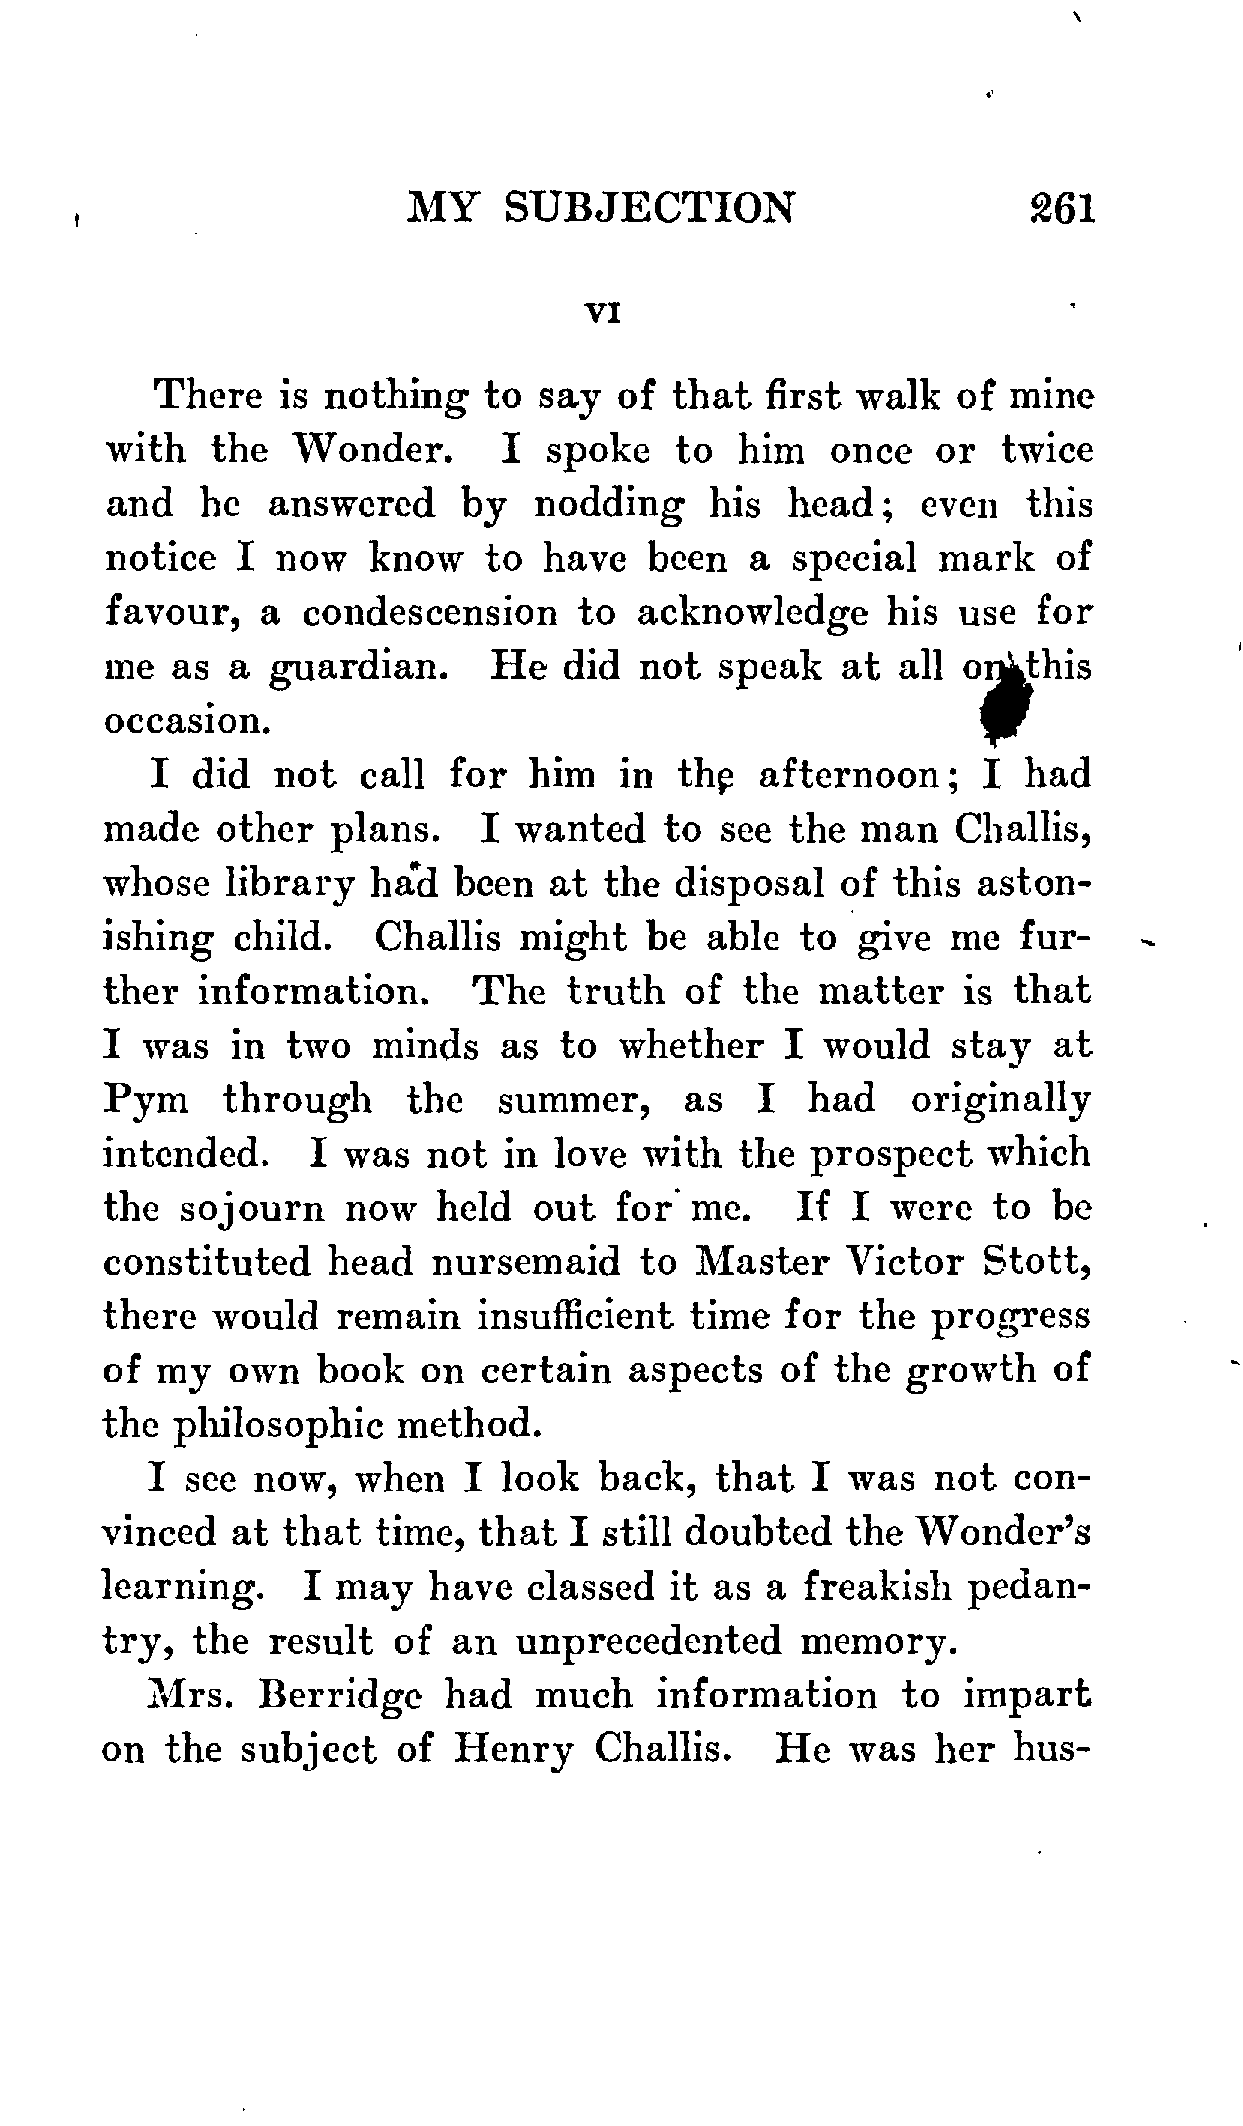 MY SUBJECTION 261
VI
There is nothing to say of that first walk of mine
with the Wonder. I spoke to him once or twice
and he answered by nodding his head; even this
notice I now know to have been a special mark of
favour, a condescension to acknowledge his use for
me as a guardian. He did not speak at all on this
occasion.
I did not call for him in the afternoon; I had
made other plans. I wanted to see the man Challis,
whose library had been at the disposal of this aston-
ishing child. Challis might be able to give me fur-
ther information. The truth of the matter is that
I was in two minds as to whether I would stay at
Pym through the summer, as I had originally
intended. I was not in love with the prospect which
the sojourn now held out for me. If I were to be
constituted head nursemaid to Master Victor Stott,
there would remain insufficient time for the progress
of my own book on certain aspects of the growth of
the philosophic method.
I see now, when I look back, that I was not con-
vinced at that time, that I still doubted the Wonder's
learning. I may have classed it as a freakish pedan-
try, the result of an unprecedented memory.
Mrs. Berridge had much information to impart
on the subject of Henry Challis. He was her hus-